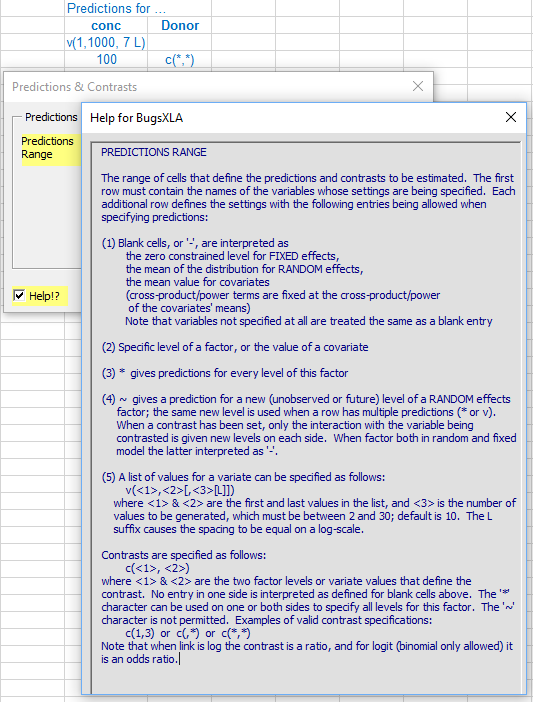 Predictions for ...
conc Donor
v(1,1000, 7 L)
100 c(*,*)
Predictions & Contrasts
Predictions
Predictions
Range
Help!?
Help for BugsXLA
PREDICTIONS RANGE
The range of cells that define the predictions and contrasts to be estimated. The first
row must contain the names of the variables whose settings are being specified. Each
additional row defines the settings with the following entries being allowed when
specifying predictions:
(1) Blank cells, or '-', are interpreted as
the zero constrained level for FIXED effects,
the mean of the distribution for RANDOM effects,
the mean value for covariates
(cross-product/power terms are fixed at the cross-product/power
of the covariates' means)
Note that variables not specified at all are treated the same as a blank entry
(2) Specific level of a factor, or the value of a covariate
(3) * gives predictions for every level of this factor
(4) ~ gives a prediction for a new (unobserved or future) level of a RANDOM effects
factor; the same new level is used when a row has multiple predictions (* or v).
When a contrast has been set, only the interaction with the variable being
contrasted is given new levels on each side. When factor both in random and fixed
model the latter interpreted as '-'.
(5) A list of values for a variate can be specified as follows:
v(<1>,<2>[,<3>[L]])
where <1> & <2> are the first and last values in the list, and <3> is the number of
values to be generated, which must be between 2 and 30; default is 10. The L
suffix causes the spacing to be equal on a log-scale.
Contrasts are specified as follows:
c(<1>, <2>)
where <1> & <2> are the two factor levels or variate values that define the
contrast. No entry in one side is interpreted as defined for blank cells above. The '*'
character can be used on one or both sides to specify all levels for this factor. The '~'
character is not permitted. Examples of valid contrast specifications:
c(1,3) or c(,*) or c(*,*)
Note that when link is log the contrast is a ratio, and for logit (binomial only allowed) it
is an odds ratio.